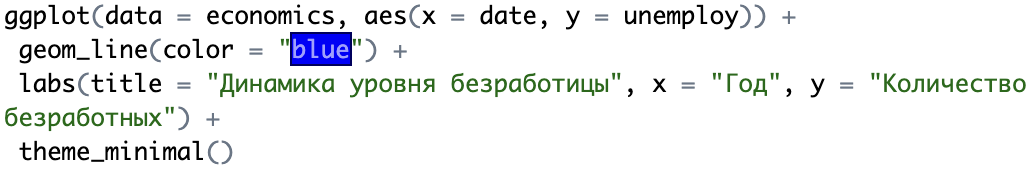 ggplot(data = economics, aes(x = date, y = unemploy)) +
 geom_line(color = "blue") +
 labs(title = "Динамика уровня безработицы", x = "Год", y = "Количество
безработных") +
 theme_minimal()